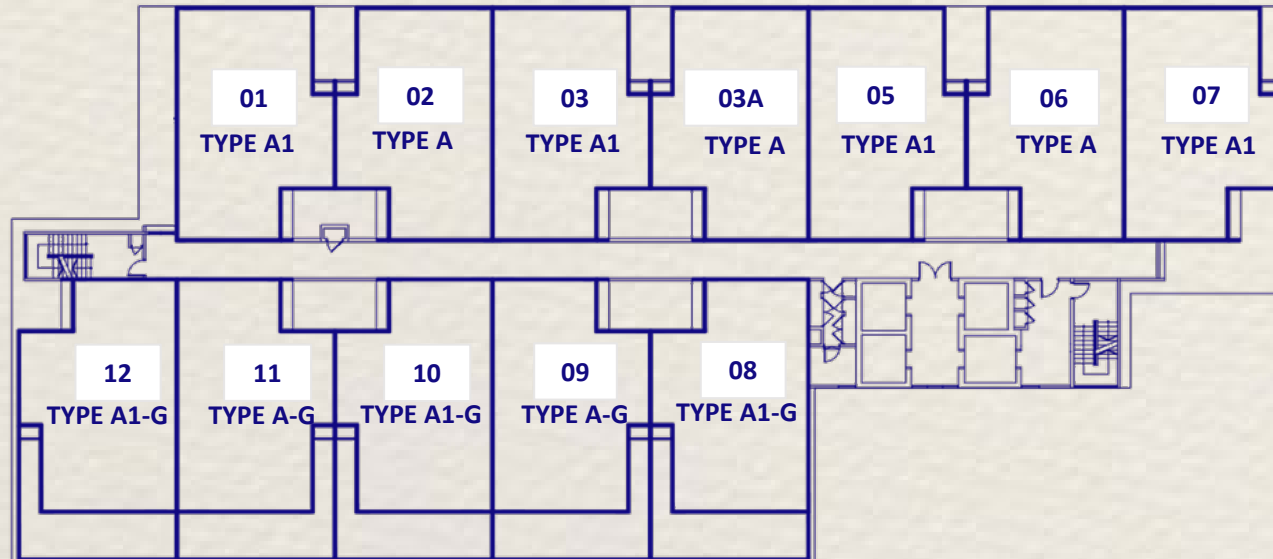 01
TYPE A1
02
TYPE A
03
TYPE A1
03A
TYPE A
05
TYPE A1
06
TYPE A
07
TYPE A1
12
TYPE A1-G
11
TYPE A-G
10
TYPE A1-G
09
TYPE A-G
08
TYPE A1-G